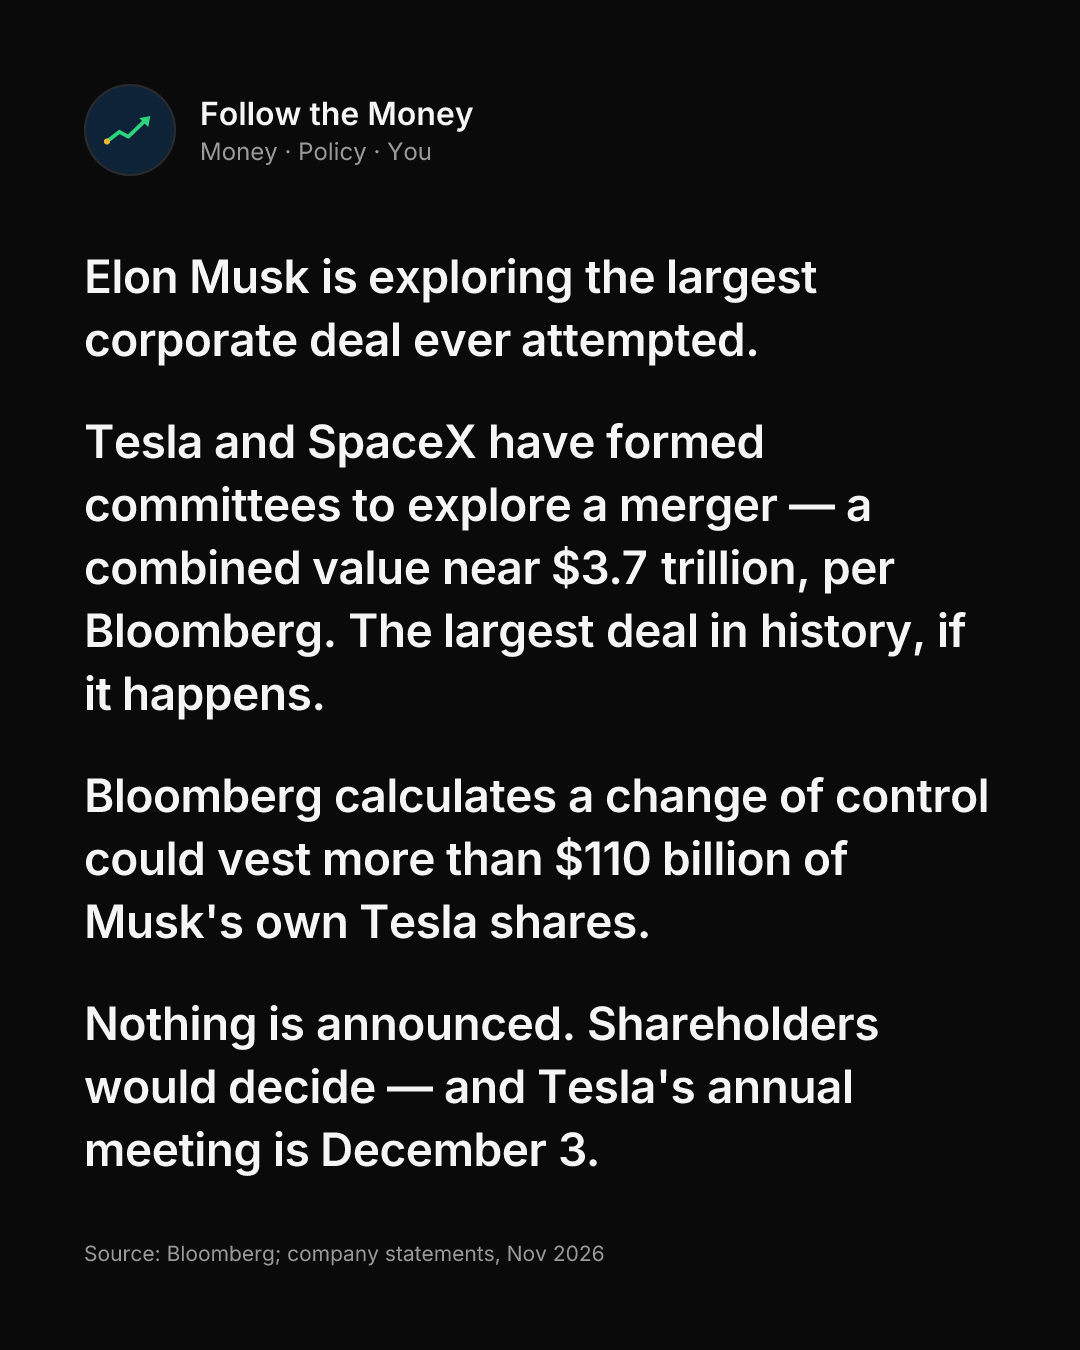 Follow the Money
Money · Policy · You
Elon Musk is exploring the largest
corporate deal ever attempted.
Tesla and SpaceX have formed
committees to explore a merger — a
combined value near $3.7 trillion, per
Bloomberg. The largest deal in history, if
it happens.
Bloomberg calculates a change of control
could vest more than $110 billion of
Musk's own Tesla shares.
Nothing is announced. Shareholders
would decide — and Tesla's annual
meeting is December 3.
Source: Bloomberg; company statements, Nov 2026